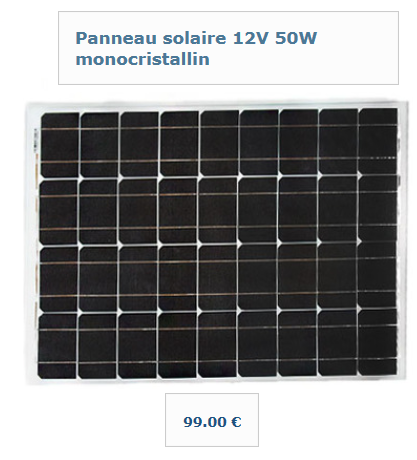 Panneau solaire 12V 50W
monocristallin
99.00 €